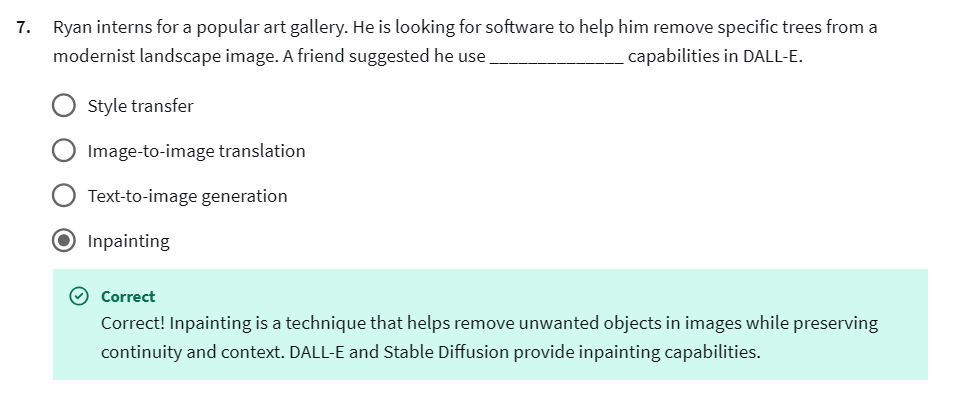 7. Ryan interns for a popular art gallery. He is looking for software to help him remove specific trees from a
modernist landscape image. A friend suggested he use ______________ capabilities in DALL-E.
Style transfer
Image-to-image translation
Text-to-image generation
Inpainting
Correct
Correct! Inpainting is a technique that helps remove unwanted objects in images while preserving
continuity and context. DALL-E and Stable Diffusion provide inpainting capabilities.